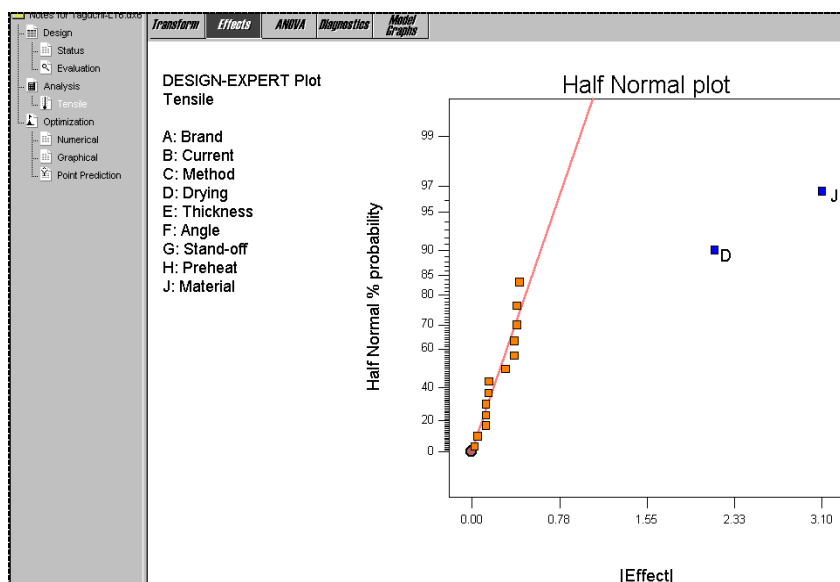 Notes for Taguchi-L16.dx6
Design
Status
Evaluation
Analysis
Tensile
Optimization
Numerical
Graphical
Point Prediction
Transform Effects ANOVA Diagnostics Model Graphs
DESIGN-EXPERT Plot
Tensile
A: Brand
B: Current
C: Method
D: Drying
E: Thickness
F: Angle
G: Stand-off
H: Preheat
J: Material
Half Normal plot
Half Normal % probability
99
97
95
90
85
80
70
60
40
20
0
J
D
0.00 0.78 1.55 2.33 3.10
|Effect|